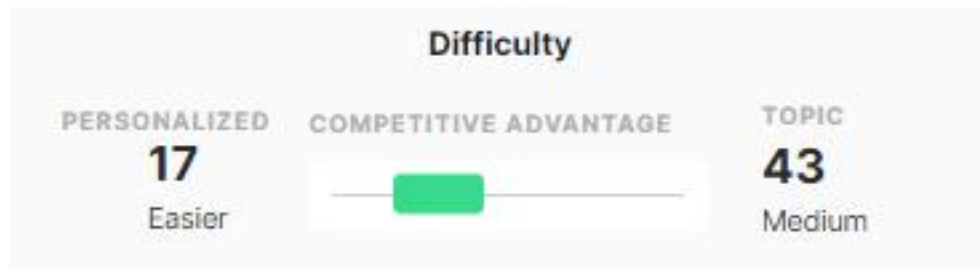 Difficulty
PERSONALIZED
17
Easier
COMPETITIVE ADVANTAGE
TOPIC
43
Medium